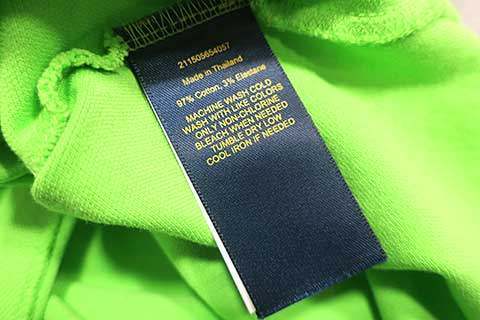 211505654057
Made in Thailand
97% Cotton, 3% Elastane
MACHINE WASH COLD
WASH WITH LIKE COLORS
ONLY NON-CHLORINE
BLEACH WHEN NEEDED
TUMBLE DRY LOW
COOL IRON IF NEEDED